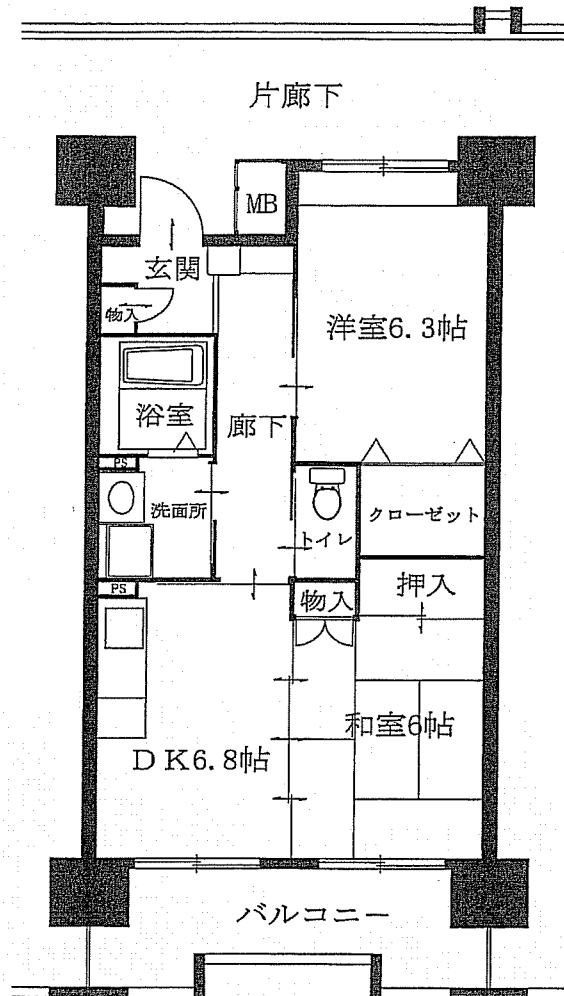 片廊下
MB
玄関
物入
洋室6.3帖
浴室
廊下
PS
洗面所
トイレ
クローゼット
PS
物入
押入
和室6帖
DK6.8帖
バルコニー